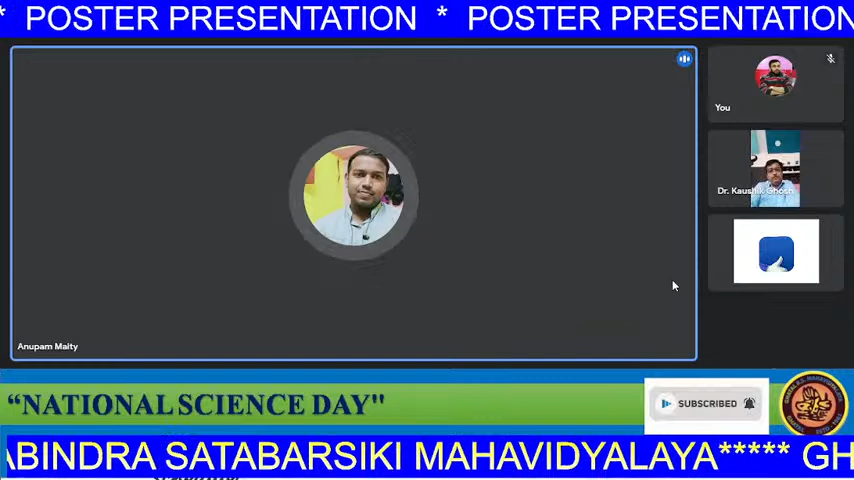 * POSTER PRESENTATION * POSTER PRESENTATION
You
Dr. Kaushik Ghosh
Anupam Maity
“NATIONAL SCIENCE DAY"
SUBSCRIBED
ABINDRA SATABARSIKI MAHAVIDYALAYA***** GH